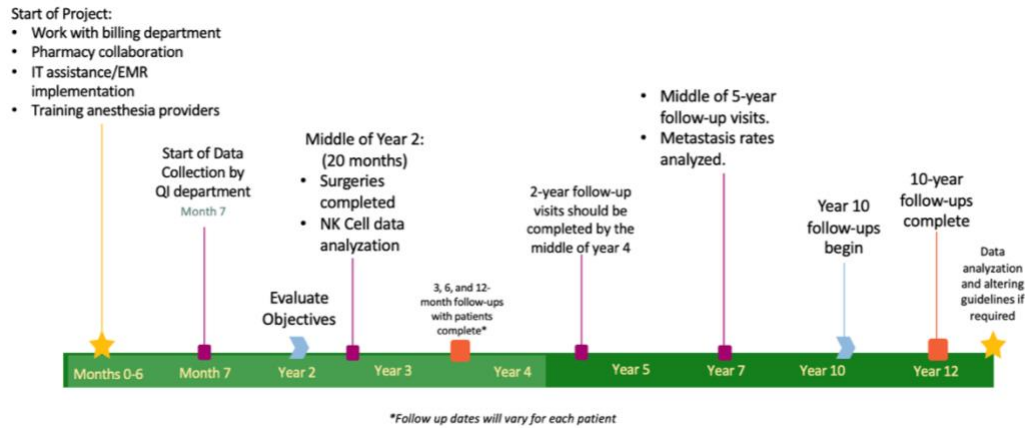 Start of Project:
• Work with billing department
• Pharmacy collaboration
• IT assistance/EMR
implementation
• Training anesthesia providers
Start of Data
Collection by
QI department
Month 7
Evaluate
Objectives
Middle of Year 2:
(20 months)
• Surgeries
completed
• NK Cell data
analyzation
3, 6, and 12-
month follow-ups
with patients
complete*
2-year follow-up
visits should be
completed by the
middle of year 4
• Middle of 5-year
follow-up visits.
• Metastasis rates
analyzed.
Year 10
follow-ups
begin
10-year
follow-ups
complete
Data
analyzation
and altering
guidelines if
required
Months 0-6
Month 7
Year 2
Year 3
Year 4
Year 5
Year 7
Year 10
Year 12
*Follow up dates will vary for each patient